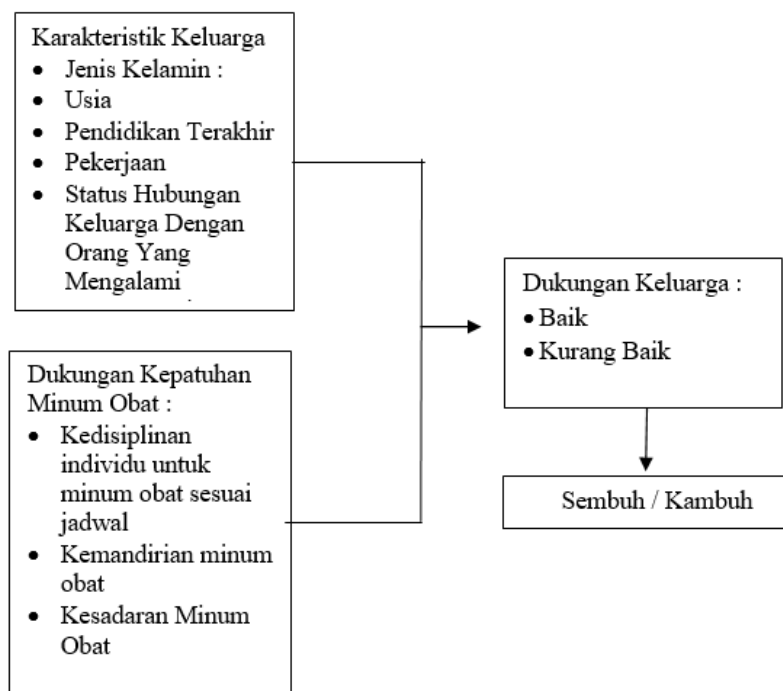 Karakteristik Keluarga
• Jenis Kelamin :
• Usia
• Pendidikan Terakhir
• Pekerjaan
• Status Hubungan
Keluarga Dengan
Orang Yang
Mengalami
Dukungan Kepatuhan
Minum Obat :
• Kedisiplinan
individu untuk
minum obat sesuai
jadwal
• Kemandirian minum
obat
• Kesadaran Minum
Obat
Dukungan Keluarga :
• Baik
• Kurang Baik
Sembuh / Kambuh